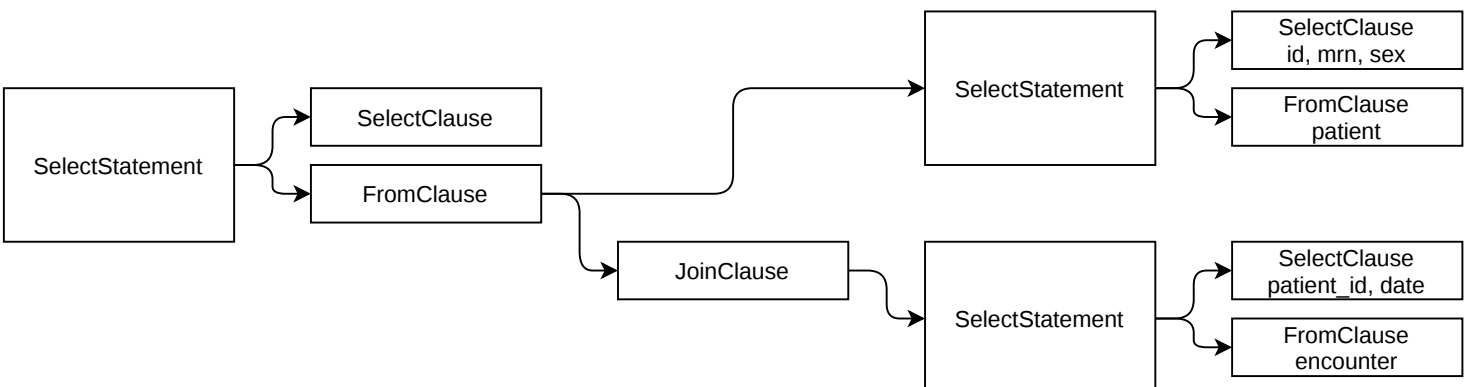 SelectStatement
SelectClause
FromClause
JoinClause
SelectStatement
SelectClause
id, mrn, sex
FromClause
patient
SelectStatement
SelectClause
patient_id, date
FromClause
encounter